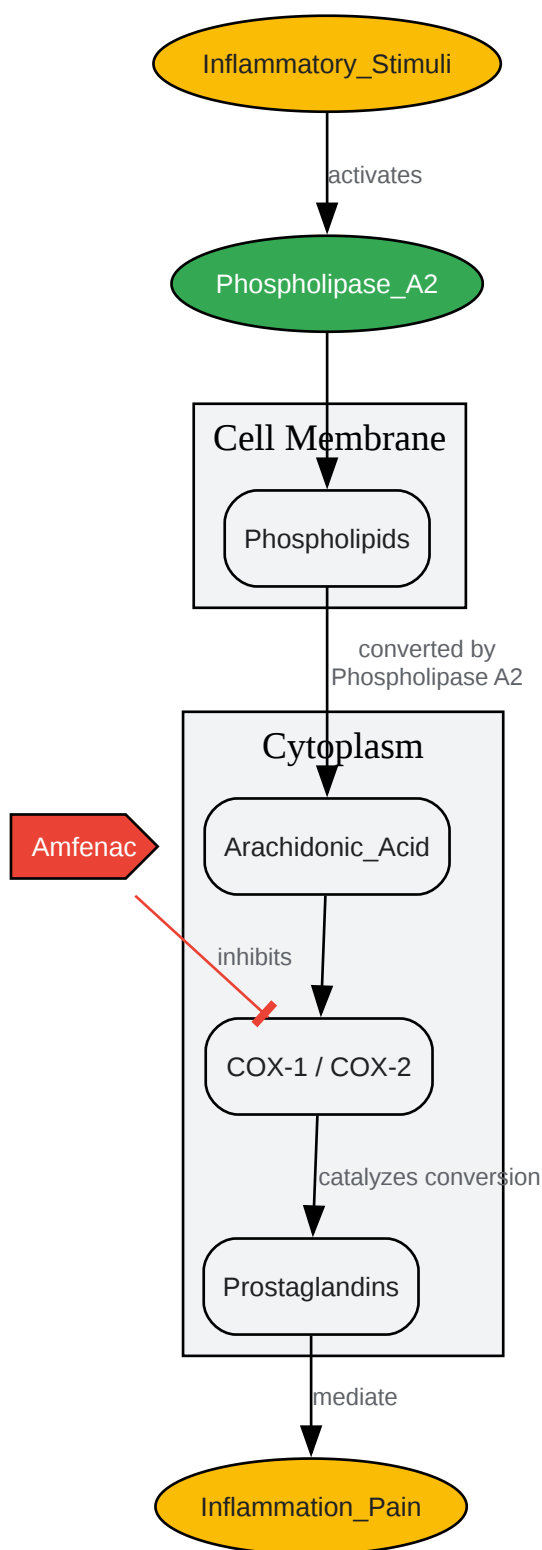 Inflammatory_Stimuli
activates
Phospholipase_A2
Cell Membrane
Phospholipids
converted by
Phospholipase A2
Cytoplasm
Amfenac
Arachidonic_Acid
inhibits
COX-1 / COX-2
catalyzes conversion
Prostaglandins
mediate
Inflammation_Pain